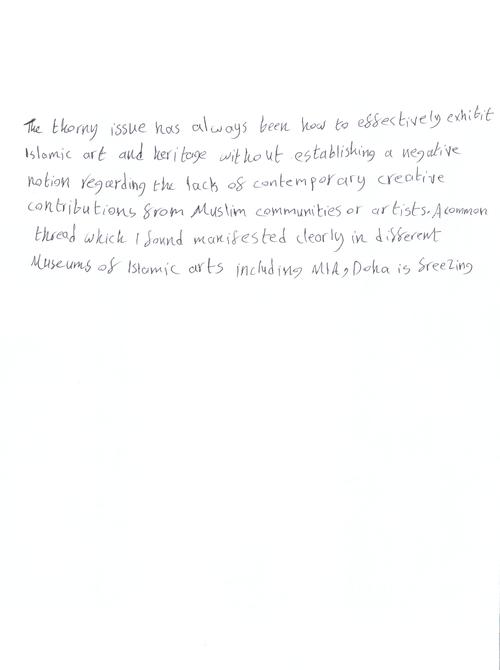 The thorny issue has always been how to effectively exhibit
Islamic art and heritage without establishing a negative
notion regarding the lack of contemporary creative
contributions from Muslim communities or artists. A common
thread which I found manifested clearly in different
Museums of Islamic arts including MIA, Doha is freezing